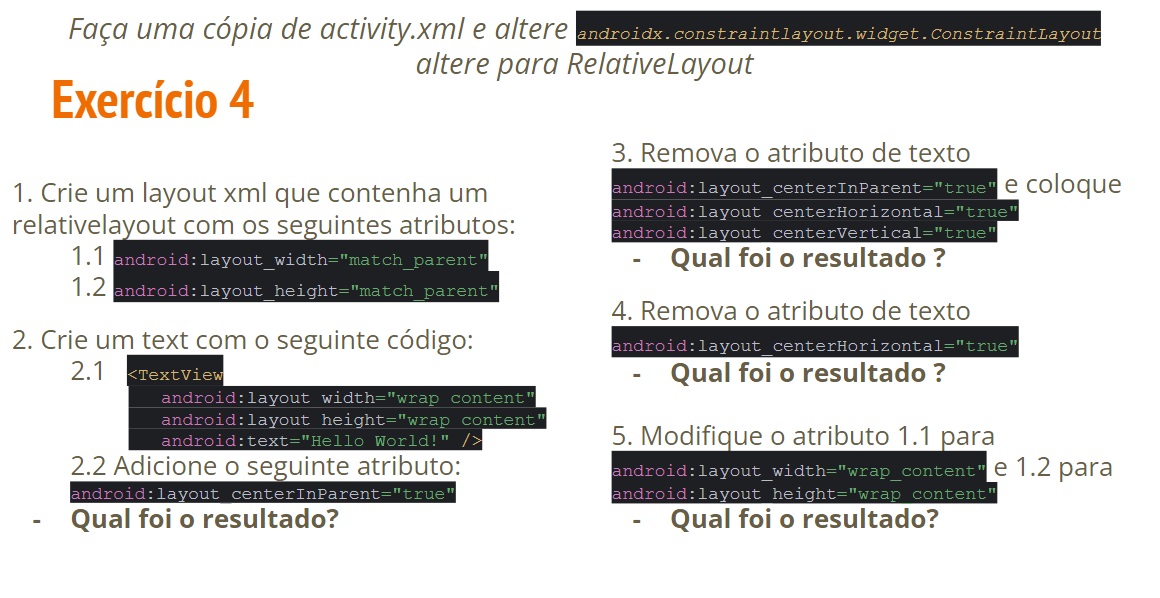 Faça uma cópia de activity.xml e altere androidx.constraintlayout.widget.ConstraintLayout
altere para RelativeLayout
Exercício 4
1. Crie um layout xml que contenha um
relativelayout com os seguintes atributos:
1.1 android:layout_width="match_parent"
1.2 android:layout_height="match_parent"
2. Crie um text com o seguinte código:
2.1 <TextView
android:layout_width="wrap_content"
android:layout_height="wrap_content"
android:text="Hello World!" />
2.2 Adicione o seguinte atributo:
android:layout_centerInParent="true"
- Qual foi o resultado?
3. Remova o atributo de texto
android:layout_centerInParent="true" e coloque
android:layout_centerHorizontal="true"
android:layout_centerVertical="true"
- Qual foi o resultado ?
4. Remova o atributo de texto
android:layout_centerHorizontal="true"
- Qual foi o resultado ?
5. Modifique o atributo 1.1 para
android:layout_width="wrap_content" e 1.2 para
android:layout_height="wrap_content"
- Qual foi o resultado?